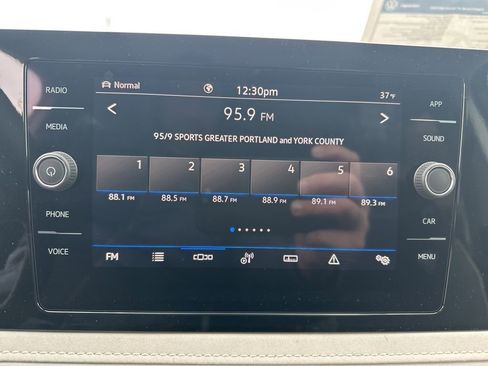 RADIO
MEDIA
PHONE
VOICE
Normal 12:30pm 37°F
< 95.9 FM >
95/9 SPORTS GREATER PORTLAND and YORK COUNTY
1 2 3 4 5 6
88.1 FM 88.5 FM 88.7 FM 88.9 FM 89.1 FM 89.3 FM
FM
APP
SOUND
CAR
MENU